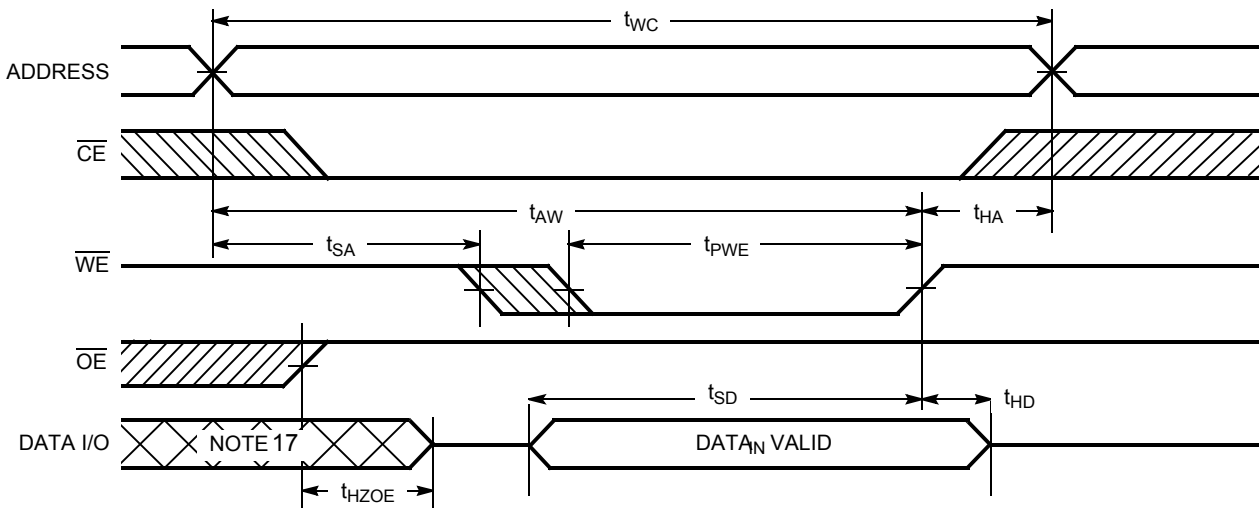 tWC
ADDRESS
CE
tAW
tHA
tSA
tPWE
WE
OE
tSD
tHD
DATA I/O
NOTE 17
DATAIN VALID
tHZOE